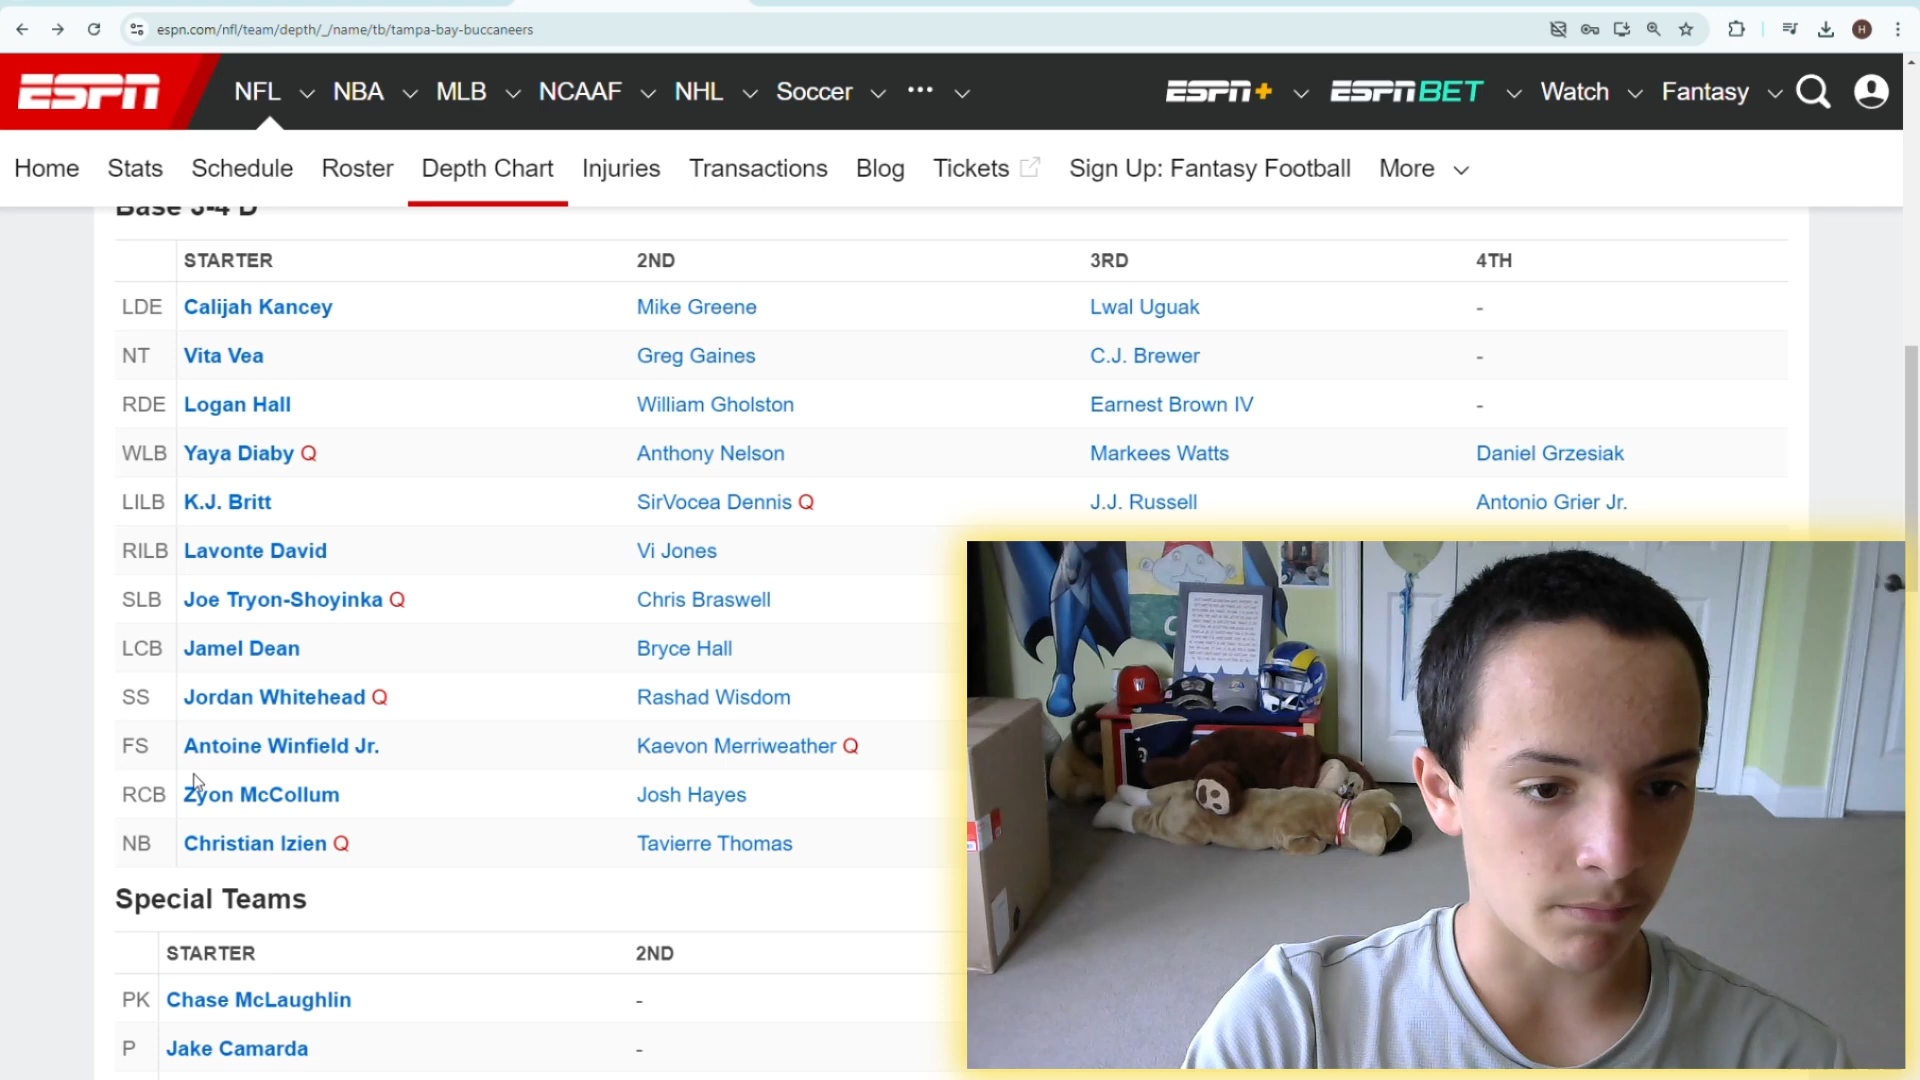 espn.com/nfl/team/depth/_/name/tb/tampa-bay-buccaneers
H
ESPN NFL NBA MLB NCAAF NHL Soccer ••• ESPN+ ESPN BET Watch Fantasy
Home Stats Schedule Roster Depth Chart Injuries Transactions Blog Tickets Sign Up: Fantasy Football More
Base 3-4 D
STARTER 2ND 3RD 4TH
LDE Calijah Kancey Mike Greene Lwal Uguak -
NT Vita Vea Greg Gaines C.J. Brewer -
RDE Logan Hall William Gholston Earnest Brown IV -
WLB Yaya Diaby Q Anthony Nelson Markees Watts Daniel Grzesiak
LILB K.J. Britt SirVocea Dennis Q J.J. Russell Antonio Grier Jr.
RILB Lavonte David Vi Jones
SLB Joe Tryon-Shoyinka Q Chris Braswell
LCB Jamel Dean Bryce Hall
SS Jordan Whitehead Q Rashad Wisdom
FS Antoine Winfield Jr. Kaevon Merriweather Q
RCB Zyon McCollum Josh Hayes
NB Christian Izien Q Tavierre Thomas
Special Teams
STARTER 2ND
PK Chase McLaughlin -
P Jake Camarda -